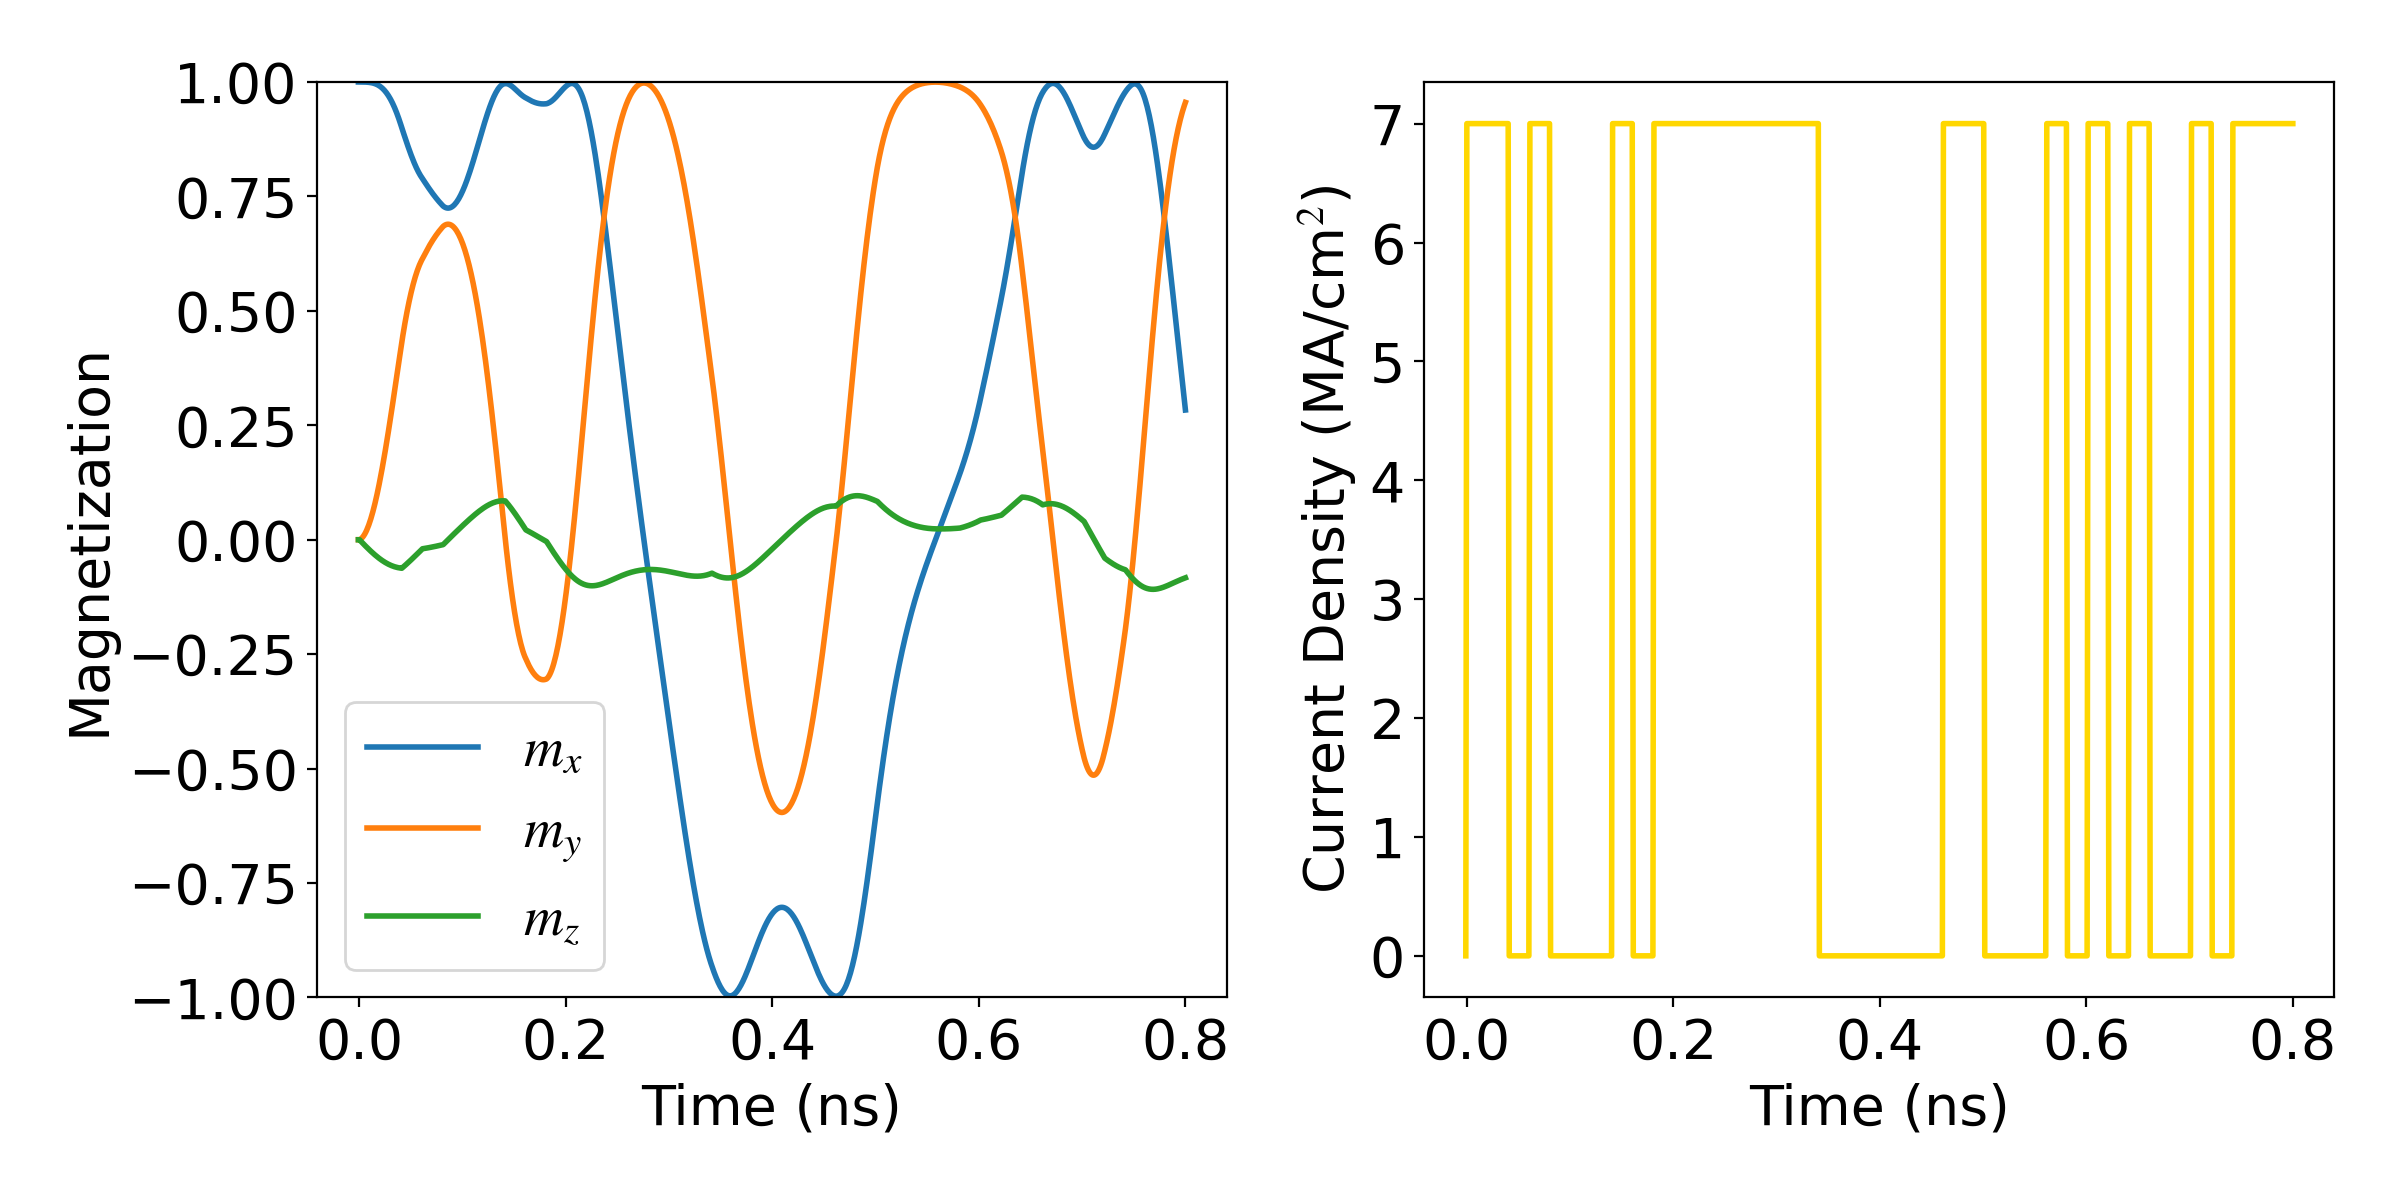 1.00
0.75
0.50
0.25
0.00
−0.25
−0.50
−0.75
−1.00
Magnetization
m_x
m_y
m_z
0.0 0.2 0.4 0.6 0.8
Time (ns)
7
6
5
4
3
2
1
0
Current Density (MA/cm²)
0.0 0.2 0.4 0.6 0.8
Time (ns)